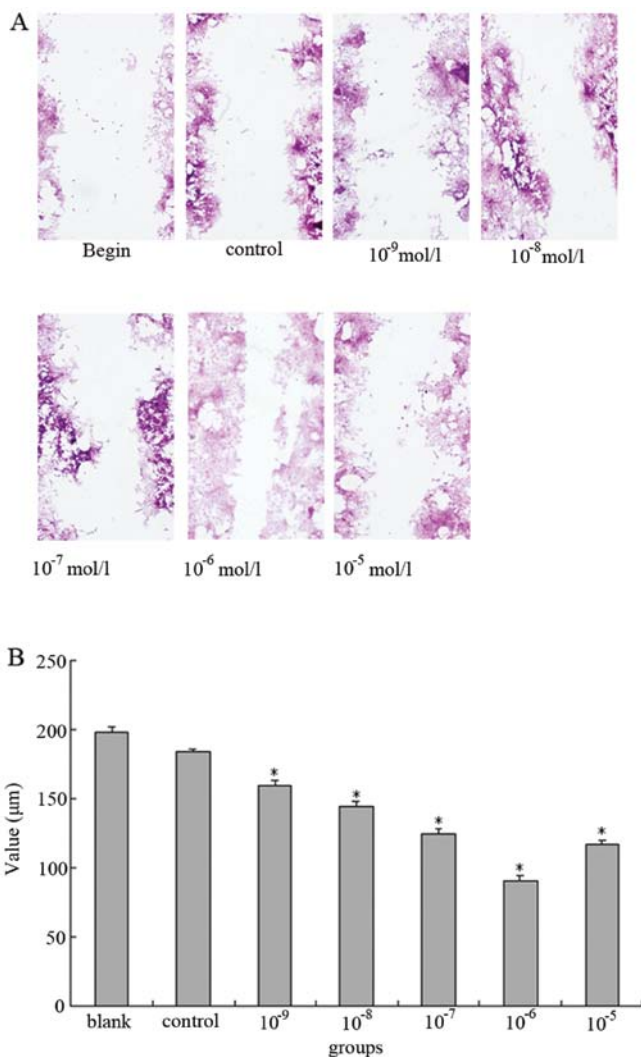 A
Begin control 10⁻⁹mol/l 10⁻⁸mol/l
10⁻⁷ mol/l 10⁻⁶ mol/l 10⁻⁵ mol/l
B
250
200
150
100
50
0
Value (μm)
* * * * *
blank control 10⁻⁹ 10⁻⁸ 10⁻⁷ 10⁻⁶ 10⁻⁵
groups